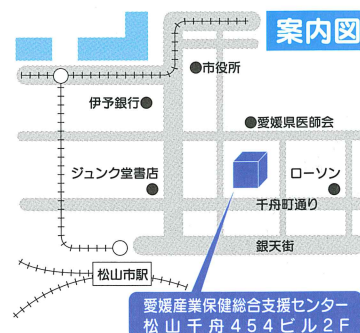 案内図
市役所
伊予銀行
愛媛県医師会
ジュンク堂書店
ローソン
千舟町通り
銀天街
松山市駅
愛媛産業保健総合支援センター
松山千舟454ビル2F